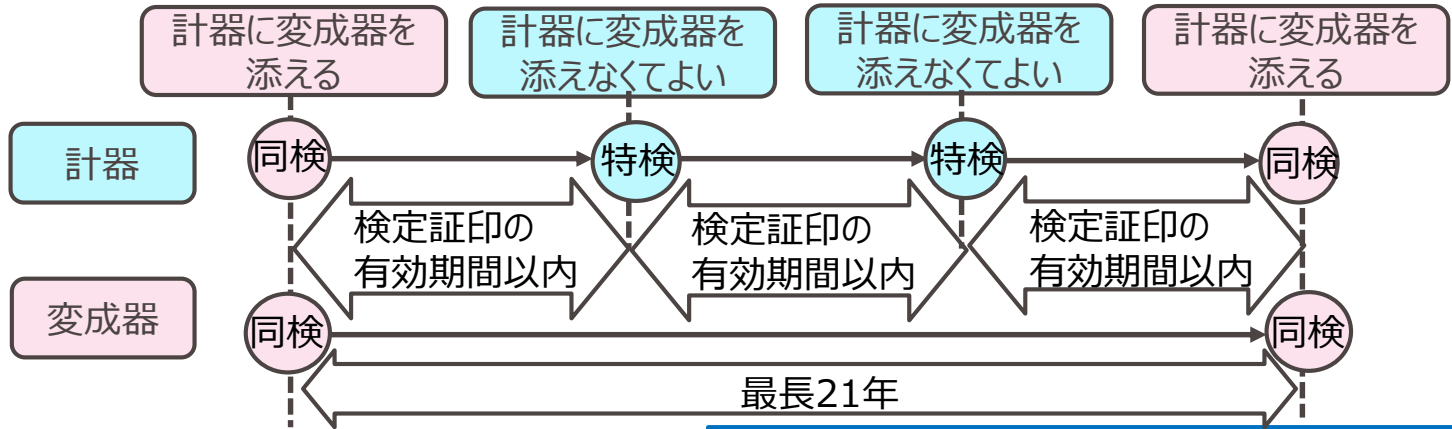 計器に変成器を
添える
計器に変成器を
添えなくてよい
計器に変成器を
添えなくてよい
計器に変成器を
添える
計器
同検
特検
特検
同検
検定証印の
有効期間以内
検定証印の
有効期間以内
検定証印の
有効期間以内
変成器
同検
同検
最長21年